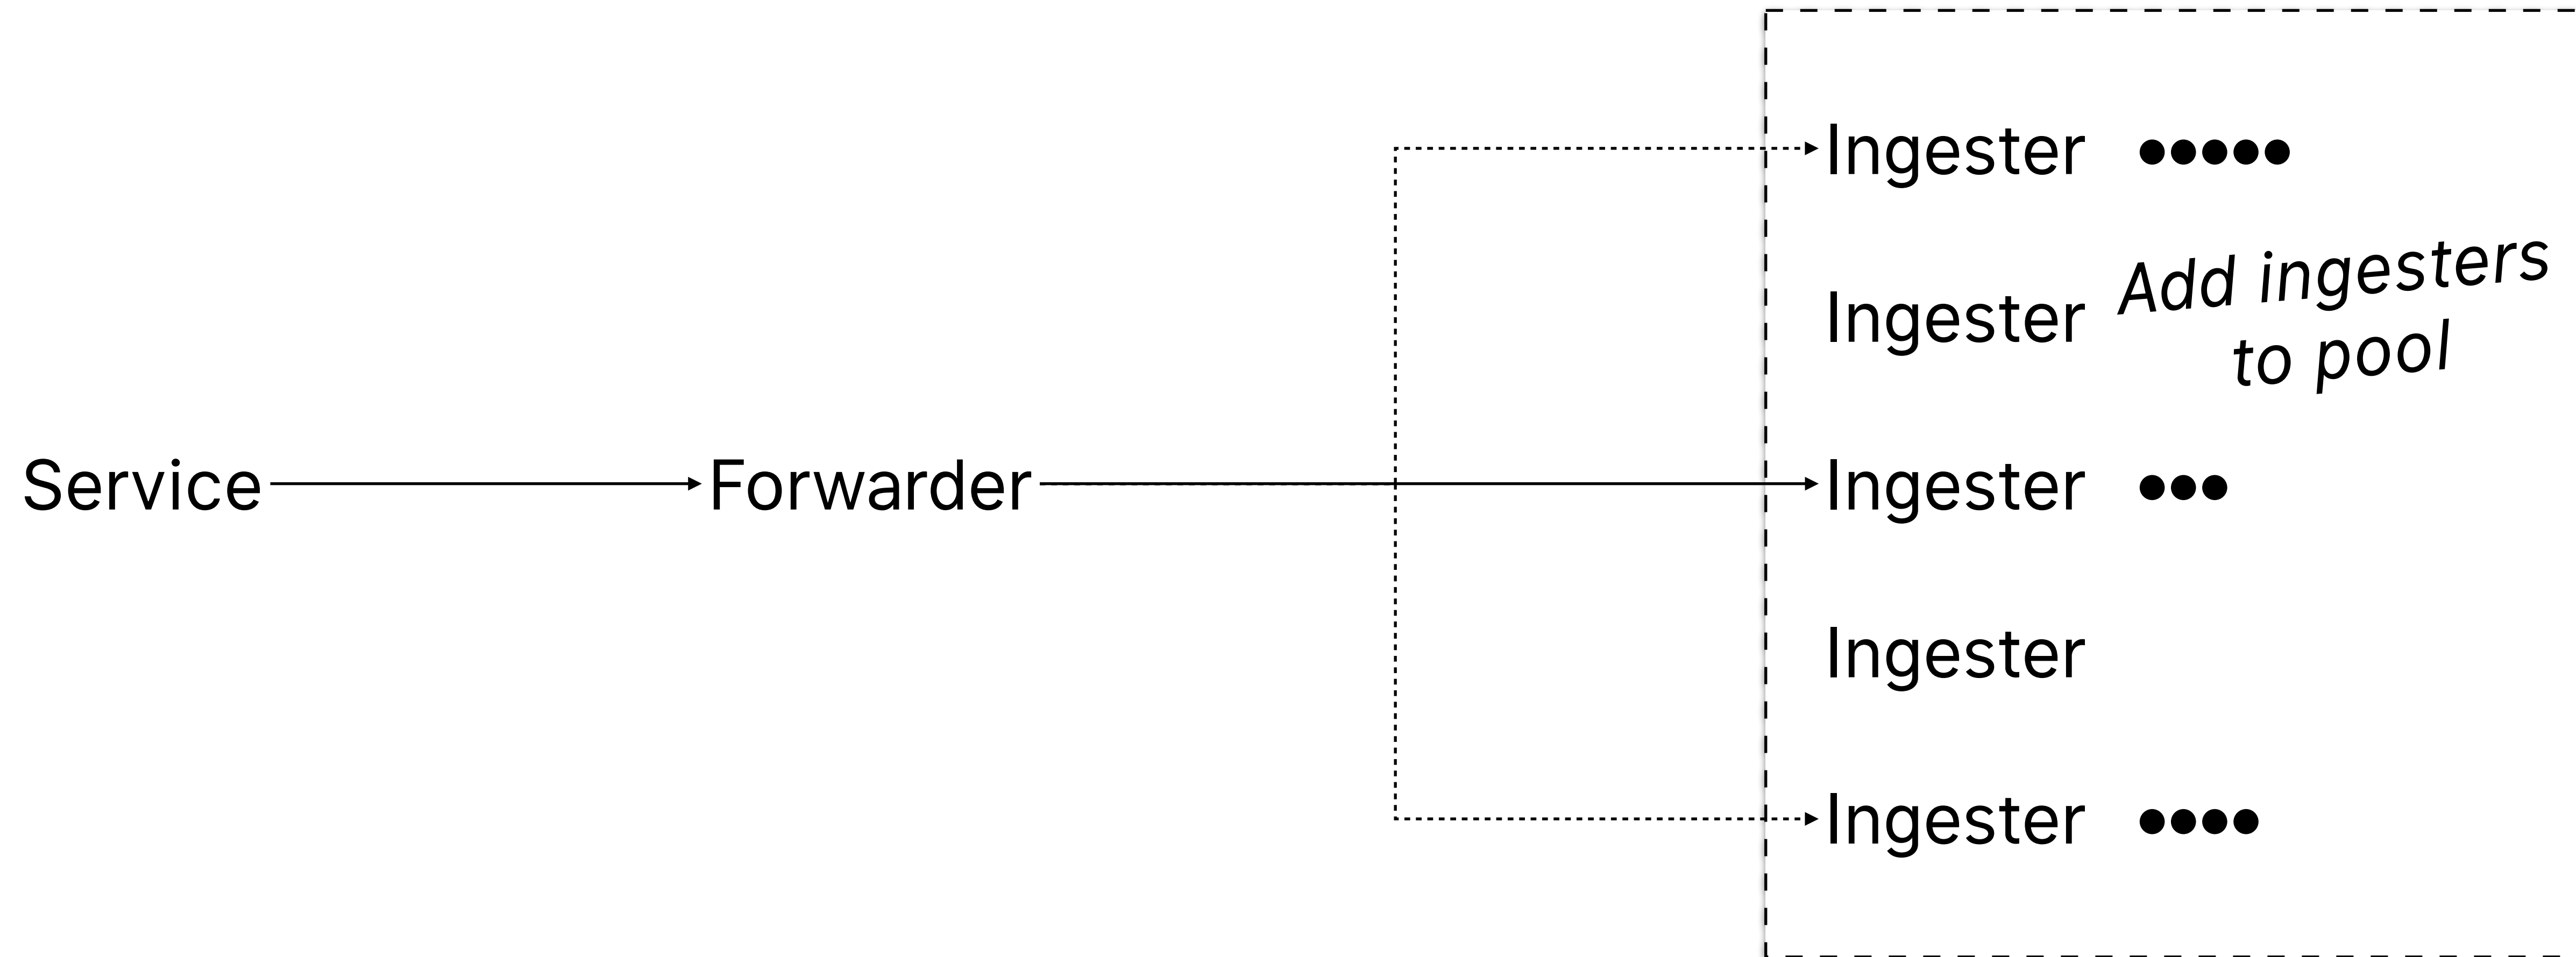 Ingester •••••
Add ingesters
to pool
Ingester
Service
Forwarder
Ingester •••
Ingester
Ingester ••••